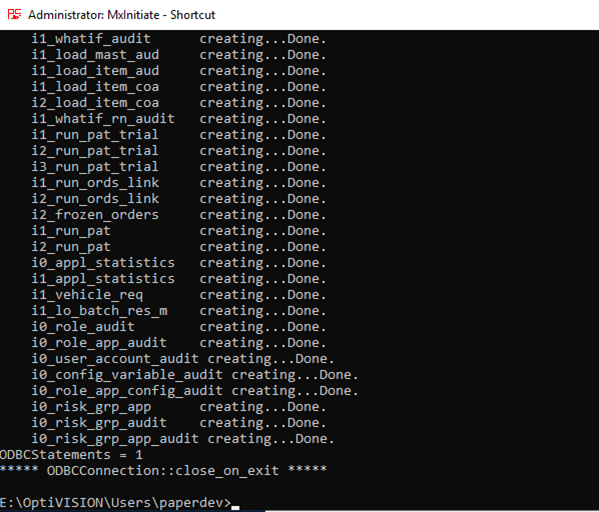 Administrator: MxInitiate - Shortcut
i1_whatif_audit creating...Done.
i1_load_mast_aud creating...Done.
i1_load_item_aud creating...Done.
i1_load_item_coa creating...Done.
i2_load_item_coa creating...Done.
i1_whatif_rn_audit creating...Done.
i1_run_pat_trial creating...Done.
i2_run_pat_trial creating...Done.
i3_run_pat_trial creating...Done.
i1_run_ords_link creating...Done.
i2_run_ords_link creating...Done.
i2_frozen_orders creating...Done.
i1_run_pat creating...Done.
i2_run_pat creating...Done.
i0_appl_statistics creating...Done.
i1_appl_statistics creating...Done.
i1_vehicle_req creating...Done.
i1_lo_batch_res_m creating...Done.
i0_role_audit creating...Done.
i0_role_app_audit creating...Done.
i0_user_account_audit creating...Done.
i0_config_variable_audit creating...Done.
i0_role_app_config_audit creating...Done.
i0_risk_grp_app creating...Done.
i0_risk_grp_audit creating...Done.
i0_risk_grp_app_audit creating...Done.
ODBCStatements = 1
***** ODBCConnection::close_on_exit *****
E:\OptiVISION\Users\paperdev>